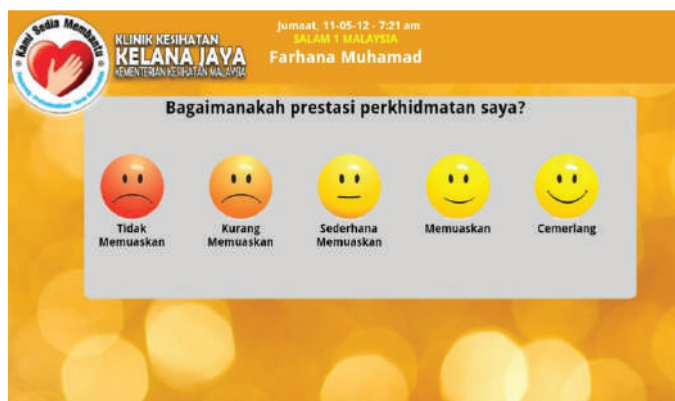 Kami Sedia Membantu
KLINIK KESIHATAN
KELANA JAYA
KEMENTERIAN KESIHATAN MALAYSIA
Jumaat, 11-05-12 - 7:21 am
SALAM 1 MALAYSIA
Farhana Muhamad
Bagaimanakah prestasi perkhidmatan saya?
Tidak
Memuaskan
Kurang
Memuaskan
Sederhana
Memuaskan
Memuaskan
Cemerlang